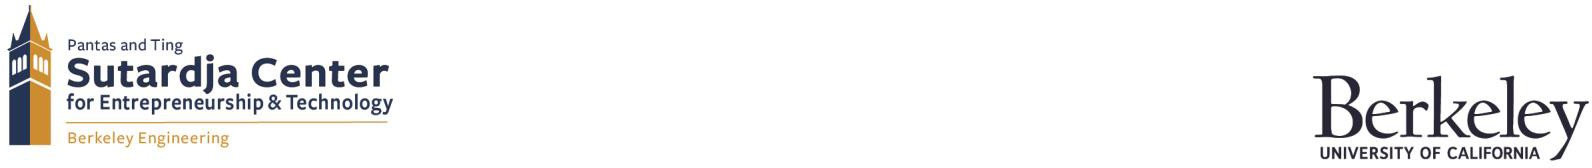 Pantas and Ting
Sutardja Center
for Entrepreneurship & Technology
Berkeley Engineering
Berkeley
UNIVERSITY OF CALIFORNIA